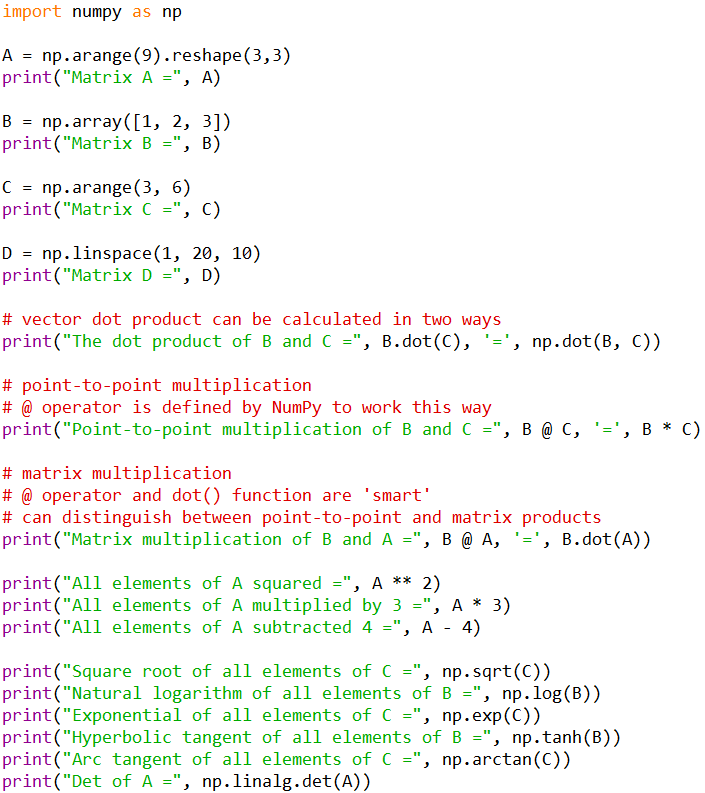 import numpy as np
A = np.arange(9).reshape(3,3)
print("Matrix A =", A)
B = np.array([1, 2, 3])
print("Matrix B =", B)
C = np.arange(3, 6)
print("Matrix C =", C)
D = np.linspace(1, 20, 10)
print("Matrix D =", D)
# vector dot product can be calculated in two ways
print("The dot product of B and C =", B.dot(C), '=', np.dot(B, C))
# point-to-point multiplication
# @ operator is defined by NumPy to work this way
print("Point-to-point multiplication of B and C =", B @ C, '=', B * C)
# matrix multiplication
# @ operator and dot() function are 'smart'
# can distinguish between point-to-point and matrix products
print("Matrix multiplication of B and A =", B @ A, '=', B.dot(A))
print("All elements of A squared =", A ** 2)
print("All elements of A multiplied by 3 =", A * 3)
print("All elements of A subtracted 4 =", A - 4)
print("Square root of all elements of C =", np.sqrt(C))
print("Natural logarithm of all elements of B =", np.log(B))
print("Exponential of all elements of C =", np.exp(C))
print("Hyperbolic tangent of all elements of B =", np.tanh(B))
print("Arc tangent of all elements of C =", np.arctan(C))
print("Det of A =", np.linalg.det(A))